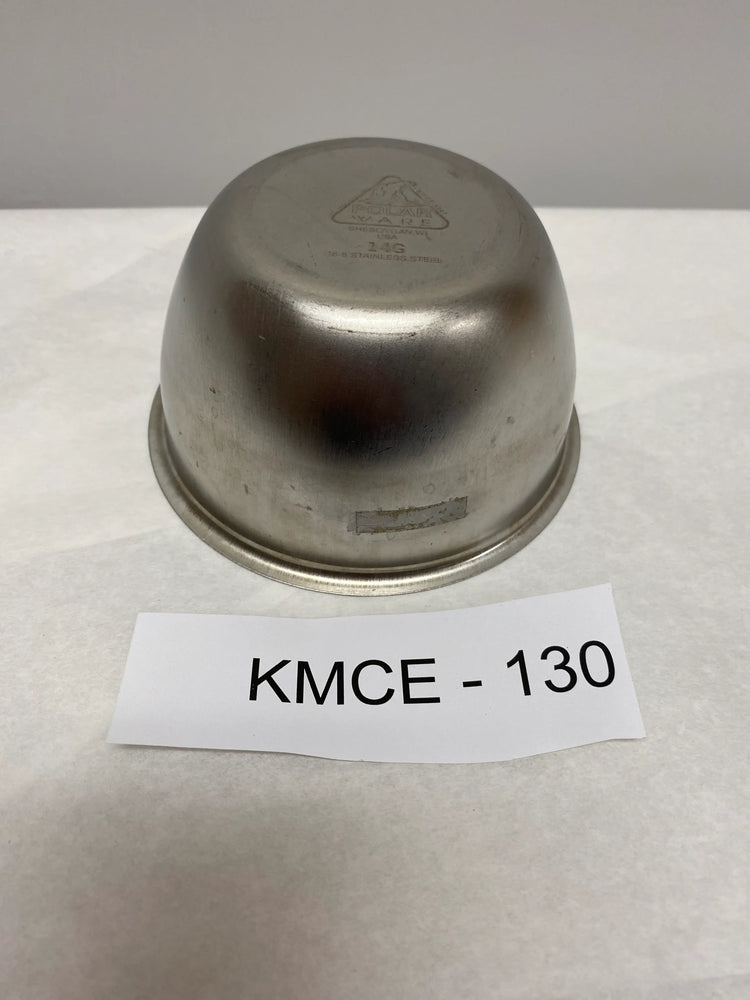 POLAR
WARE
SHEBOYGAN, WI
USA
14G
18-8 STAINLESS STEEL
KMCE - 130